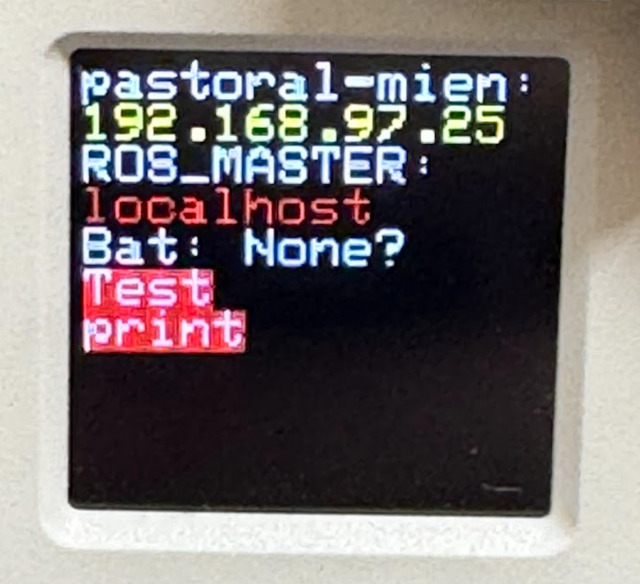 pastoral-mien:
192.168.97.25
ROS_MASTER:
localhost
Bat: None?
Test
print